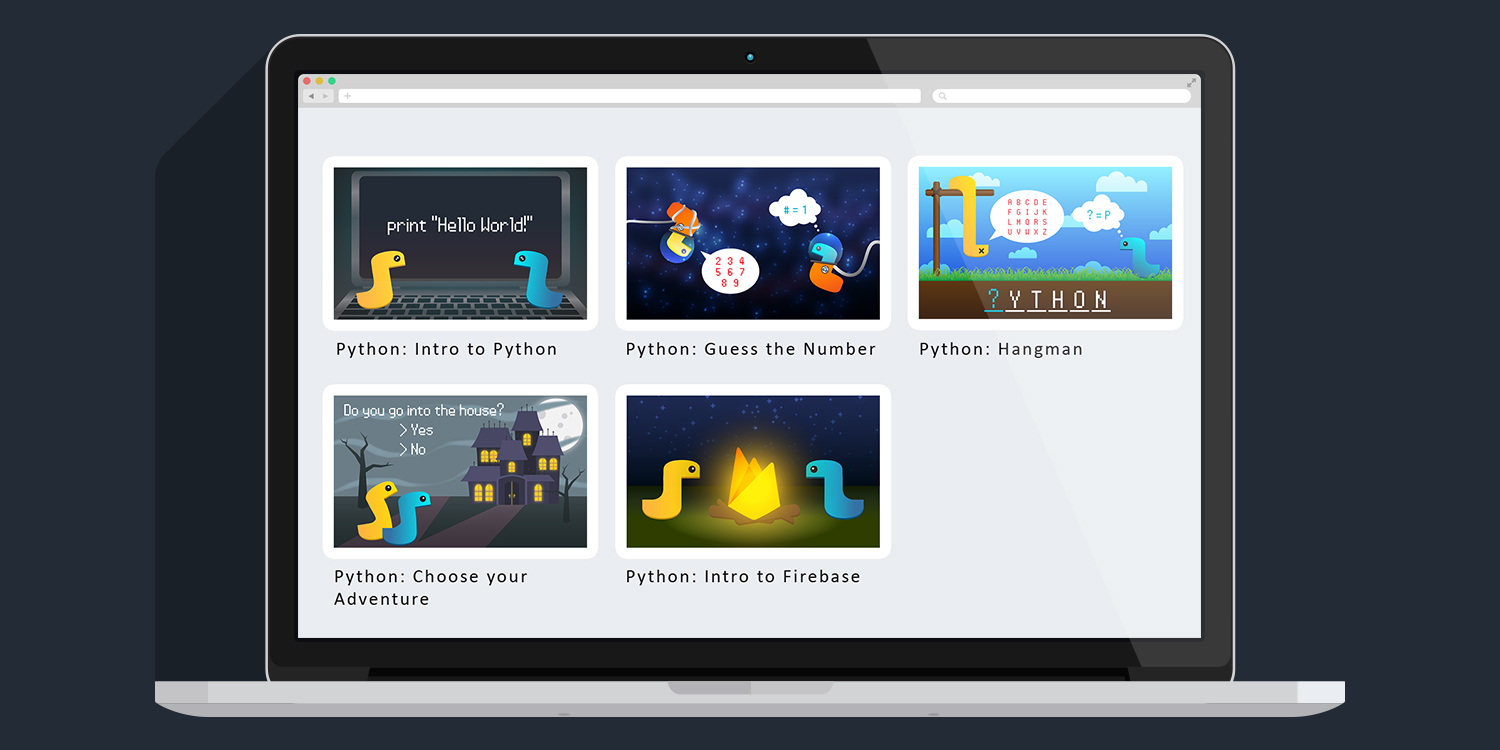 print "Hello World!"
# = 1
2 3 4
5 6 7
8 9
A B C D E
F G I J K
L M Q R S
U V W X Z
? = P
? Y T H O N
Python: Intro to Python
Python: Guess the Number
Python: Hangman
Do you go into the house?
> Yes
> No
Python: Choose your
Adventure
Python: Intro to Firebase